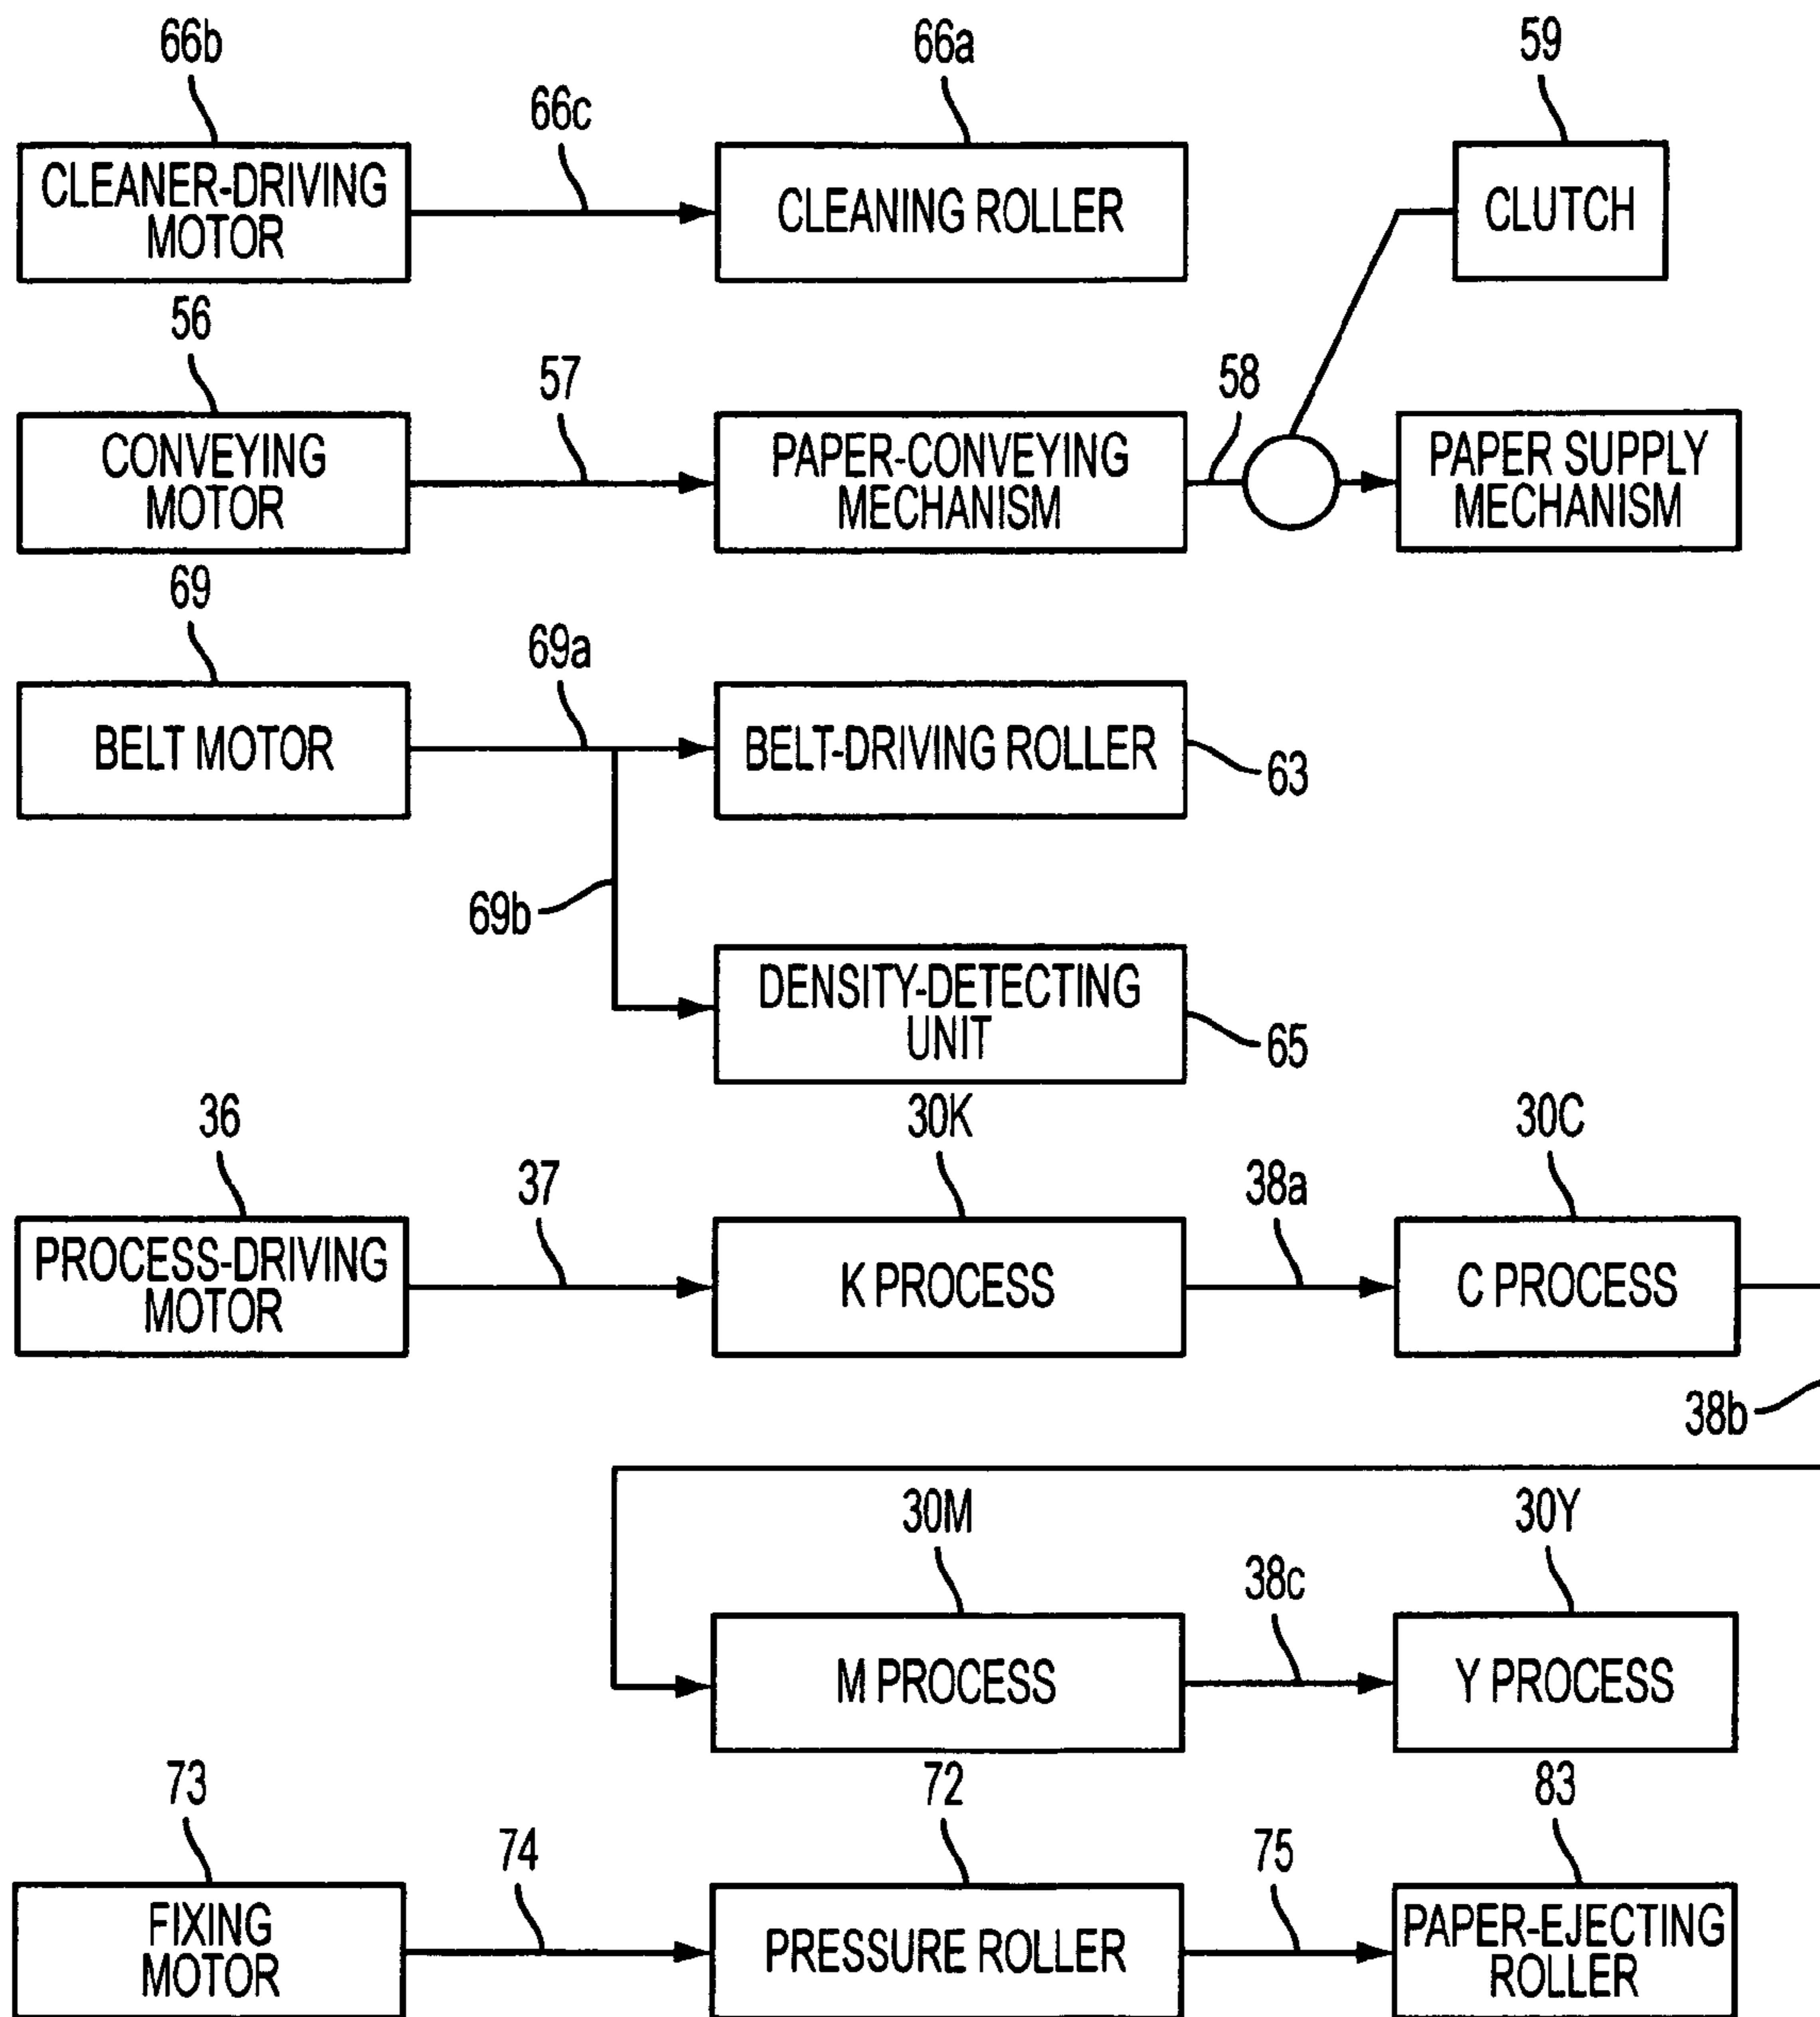 66b
66a
59
66c
CLEANER-DRIVING
MOTOR
CLEANING ROLLER
CLUTCH
56
57
58
CONVEYING
MOTOR
PAPER-CONVEYING
MECHANISM
PAPER SUPPLY
MECHANISM
69
69a
BELT MOTOR
BELT-DRIVING ROLLER
63
69b
DENSITY-DETECTING
UNIT
65
36
30K
30C
37
38a
PROCESS-DRIVING
MOTOR
K PROCESS
C PROCESS
38b
30M
30Y
38c
M PROCESS
Y PROCESS
73
72
83
74
75
FIXING
MOTOR
PRESSURE ROLLER
PAPER-EJECTING
ROLLER